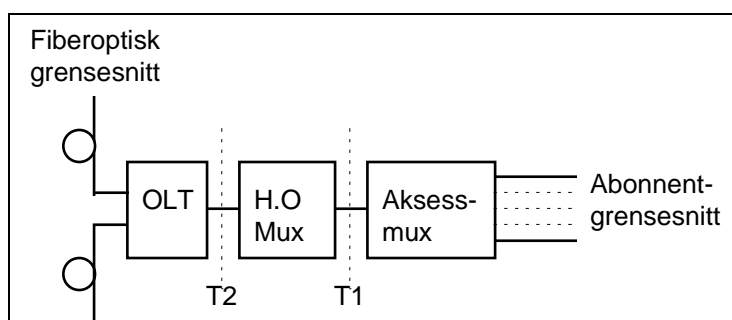 Fiberoptisk
grensesnitt
OLT
H.O
Mux
Aksess-
mux
Abonnent-
grensesnitt
T2
T1